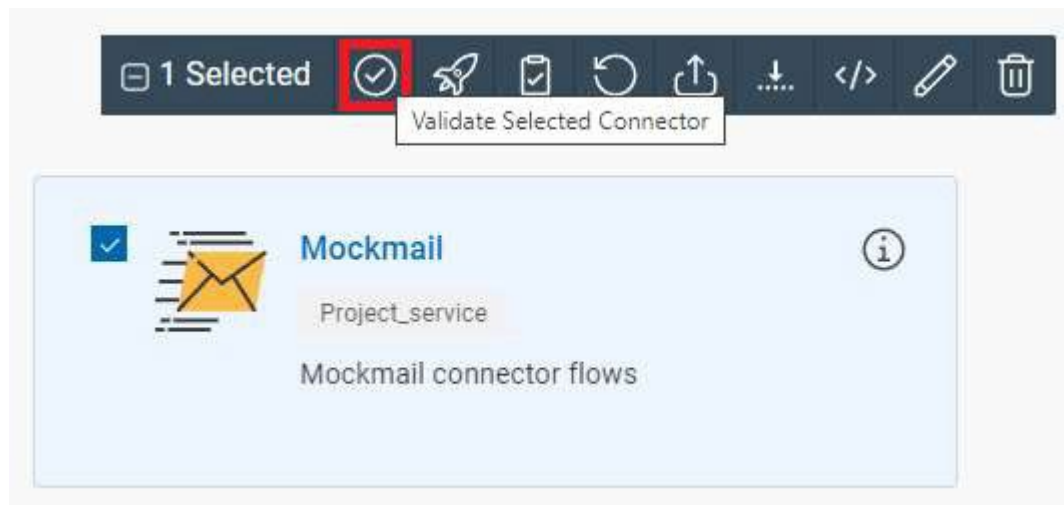 1 Selected
</>
Validate Selected Connector
Mockmail
i
Project_service
Mockmail connector flows